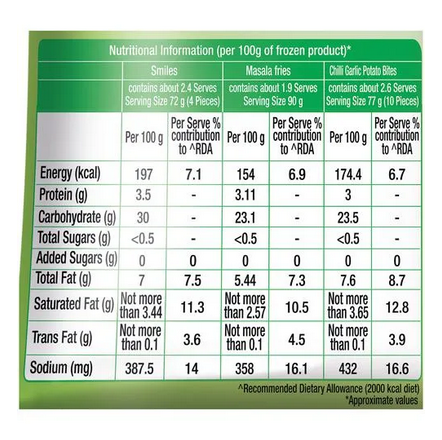 Nutritional Information (per 100g of frozen product)*
Smiles Masala fries Chilli Garlic Potato Bites
contains about 2.4 Serves contains about 1.9 Serves contains about 2.6 Serves
Serving Size 72 g (4 Pieces) Serving Size 90 g Serving Size 77 g (10 Pieces)
Per 100 g Per Serve % contribution to ^RDA Per 100 g Per Serve % contribution to ^RDA Per 100 g Per Serve % contribution to ^RDA
Energy (kcal) 197 7.1 154 6.9 174.4 6.7
Protein (g) 3.5 - 3.11 - 3 -
Carbohydrate (g) 30 - 23.1 - 23.5 -
Total Sugars (g) <0.5 - <0.5 - <0.5 -
Added Sugars (g) 0 0 0 0 0 0
Total Fat (g) 7 7.5 5.44 7.3 7.6 8.7
Saturated Fat (g) Not more than 3.44 11.3 Not more than 2.57 10.5 Not more than 3.65 12.8
Trans Fat (g) Not more than 0.1 3.6 Not more than 0.1 4.5 Not more than 0.1 3.9
Sodium (mg) 387.5 14 358 16.1 432 16.6
^Recommended Dietary Allowance (2000 kcal diet)
*Approximate values